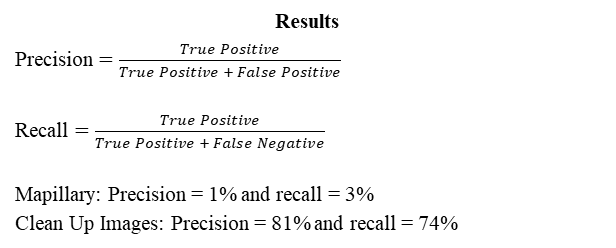 Results
Precision = True Positive / True Positive + False Positive
Recall = True Positive / True Positive + False Negative
Mapillary: Precision = 1% and recall = 3%
Clean Up Images: Precision = 81% and recall = 74%